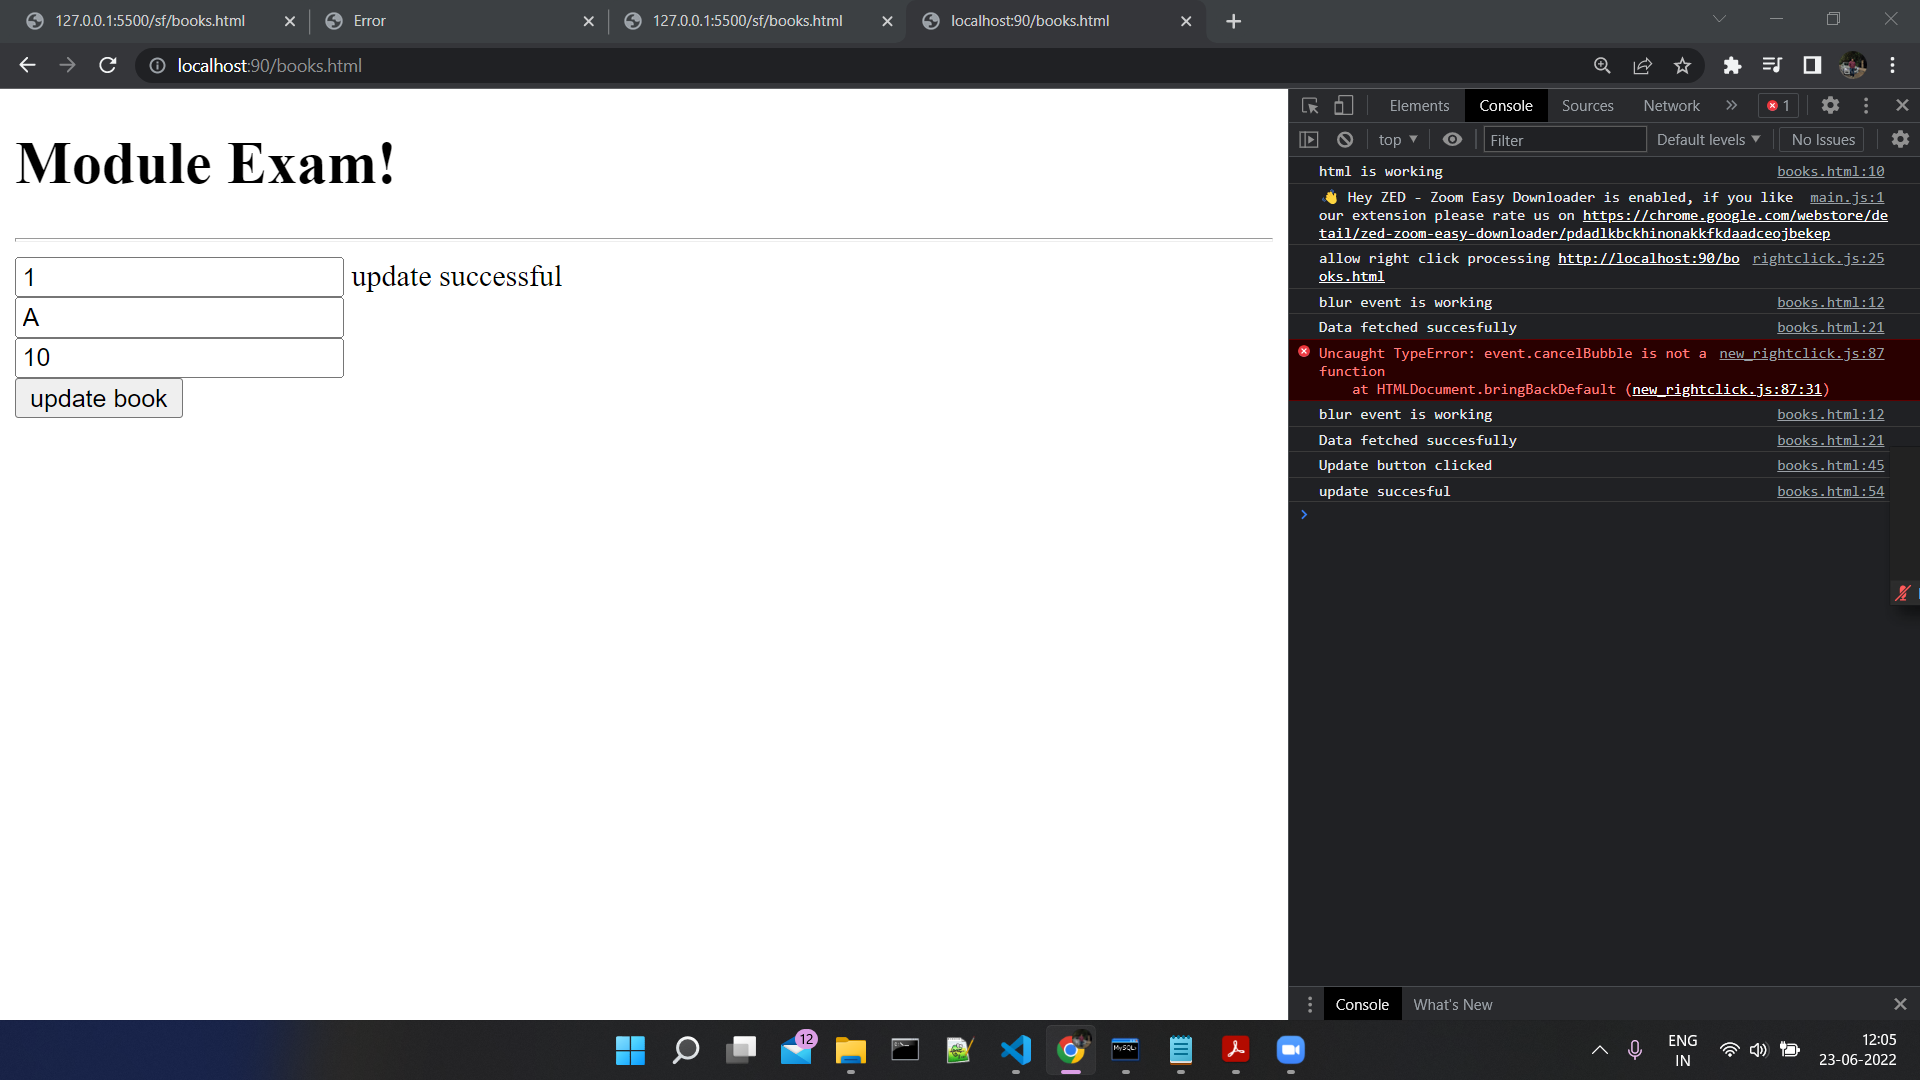 127.0.0.1:5500/sf/books.html
Error
127.0.0.1:5500/sf/books.html
localhost:90/books.html
localhost:90/books.html
Elements Console Sources Network 1
top Filter Default levels No Issues
Module Exam!
1 update successful
A
10
update book
html is working books.html:10
👋 Hey ZED - Zoom Easy Downloader is enabled, if you like main.js:1
our extension please rate us on https://chrome.google.com/webstore/de
tail/zed-zoom-easy-downloader/pdadlkbckhinonakkfkdaadceojbekep
allow right click processing http://localhost:90/bo rightclick.js:25
oks.html
blur event is working books.html:12
Data fetched succesfully books.html:21
Uncaught TypeError: event.cancelBubble is not a new_rightclick.js:87
function
at HTMLDocument.bringBackDefault (new_rightclick.js:87:31)
blur event is working books.html:12
Data fetched succesfully books.html:21
Update button clicked books.html:45
update succesful books.html:54
Console What's New
12
MySQL
ENG
IN
12:05
23-06-2022